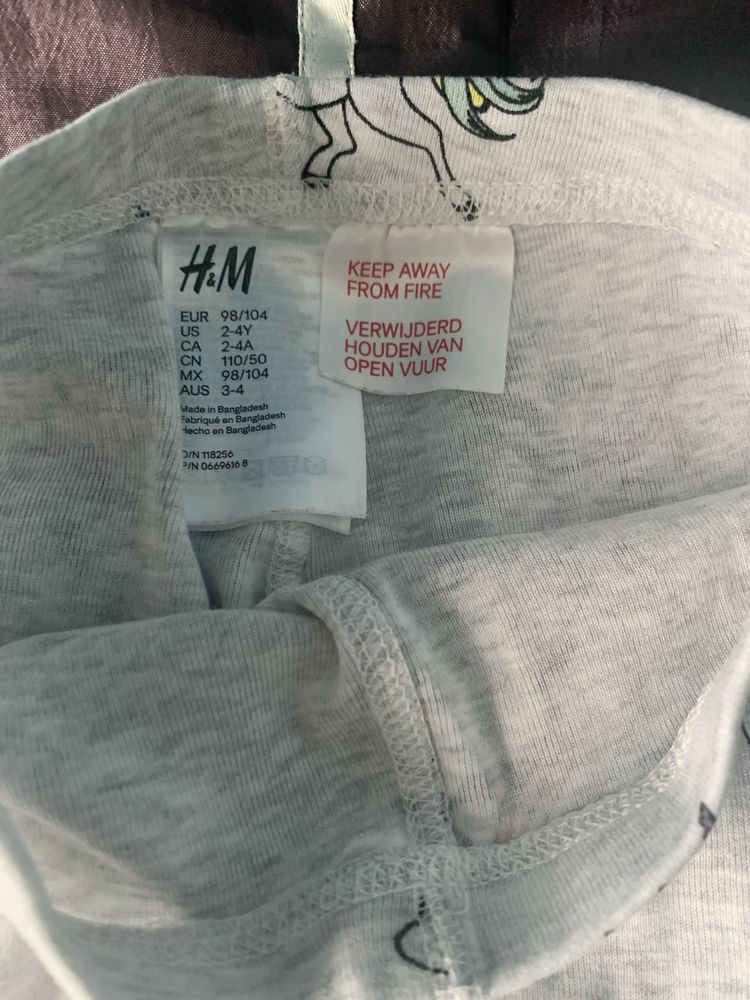 H&M
EUR 98/104
US 2-4Y
CA 2-4A
CN 110/50
MX 98/104
AUS 3-4
Made in Bangladesh
Fabriqué en Bangladesh
Hecho en Bangladesh
O/N 118256
P/N 0669616 8
KEEP AWAY
FROM FIRE
VERWIJDERD
HOUDEN VAN
OPEN VUUR